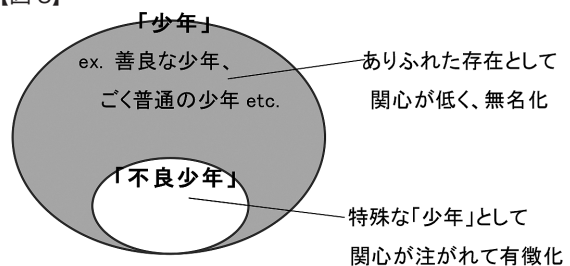 「少年」
ex. 善良な少年、
ごく普通の少年 etc.
ありふれた存在として
関心が低く、無名化
「不良少年」
特殊な「少年」として
関心が注がれて有徴化